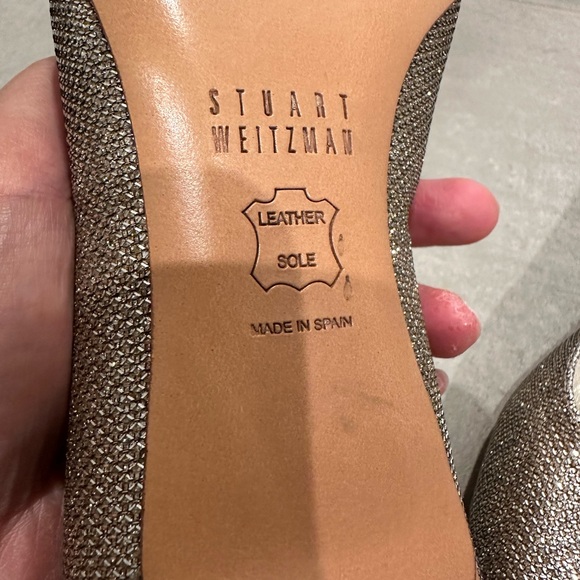 STUART
WEITZMAN
LEATHER
SOLE
MADE IN SPAIN